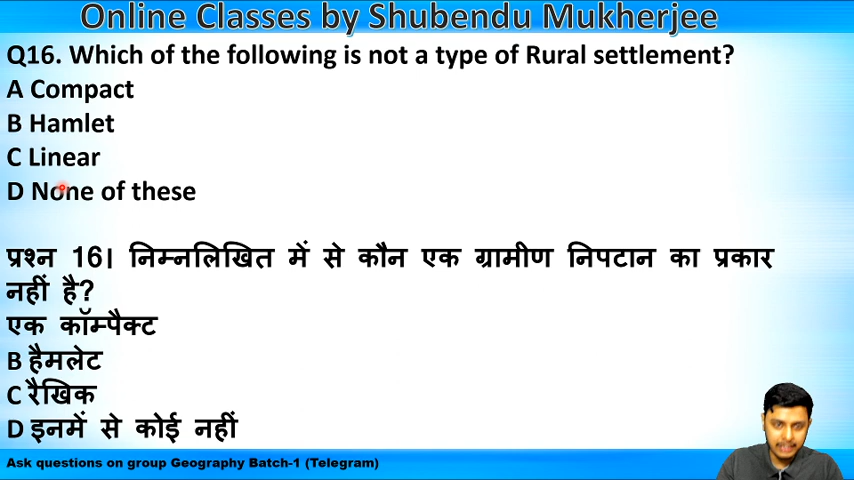 Online Classes by Shubendu Mukherjee
Q16. Which of the following is not a type of Rural settlement?
A Compact
B Hamlet
C Linear
D None of these
प्रश्न 16। निम्नलिखित में से कौन एक ग्रामीण निपटान का प्रकार
नहीं है?
एक कॉम्पैक्ट
B हैमलेट
C रैखिक
D इनमें से कोई नहीं
Ask questions on group Geography Batch-1 (Telegram)